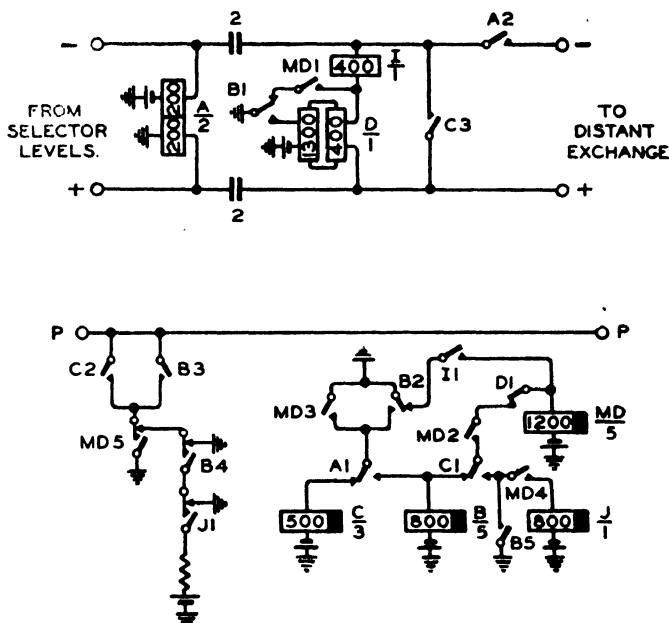 2
A2
−
−
MD1
I
1
400
B1
200
200
A
2
1300
400
D
1
C3
FROM
SELECTOR
LEVELS.
TO
DISTANT
EXCHANGE
+
+
2
P
P
C2
B3
I1
B2
D1
MD3
1200
MD
5
MD5
MD2
B4
A1
C1
MD4
J1
500
C
3
800
B
5
B5
800
J
1